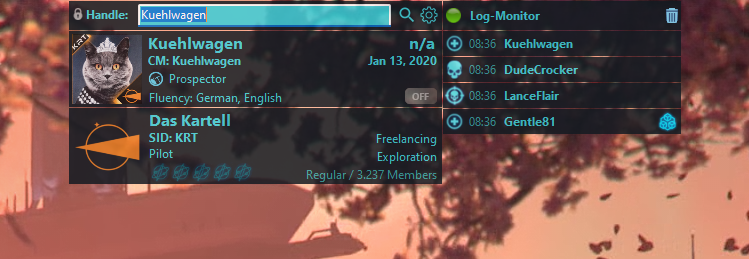 Handle: Kuehlwagen
KRT
Kuehlwagen n/a
CM: Kuehlwagen Jan 13, 2020
Prospector
Fluency: German, English OFF
Das Kartell
SID: KRT Freelancing
Pilot Exploration
Regular / 3.237 Members
Log-Monitor
08:36 Kuehlwagen
08:36 DudeCrocker
08:36 LanceFlair
08:36 Gentle81